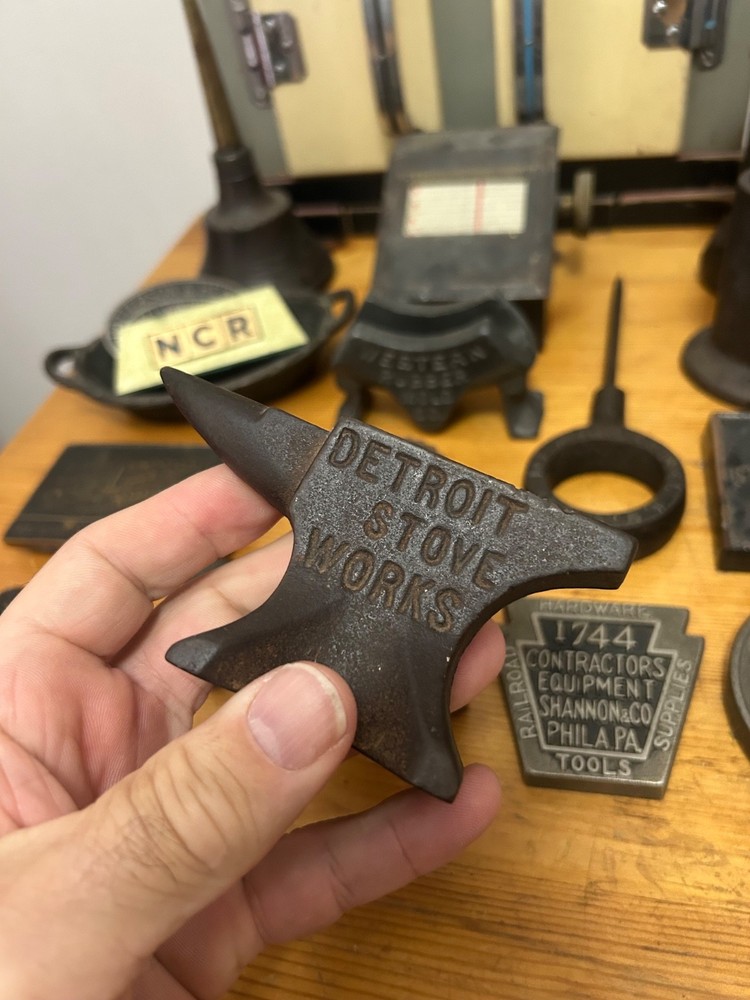 NCR
WESTERN
DETROIT
STOVE
WORKS
HARDWARE
RAILROAD
1744
CONTRACTORS
EQUIPMENT
SHANNON & CO
PHILA.PA.
SUPPLIES
TOOLS